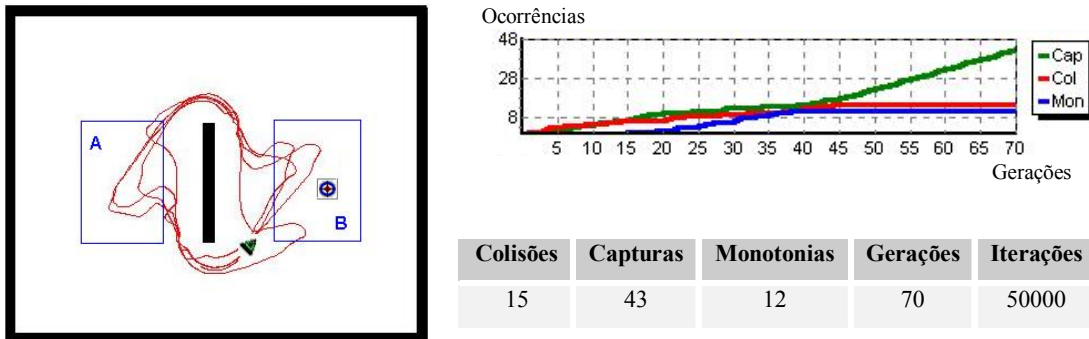 A
B
Ocorrências
48
28
8
5 10 15 20 25 30 35 40 45 50 55 60 65 70
Gerações
Cap
Col
Mon
Colisões Capturas Monotonias Gerações Iterações
15 43 12 70 50000